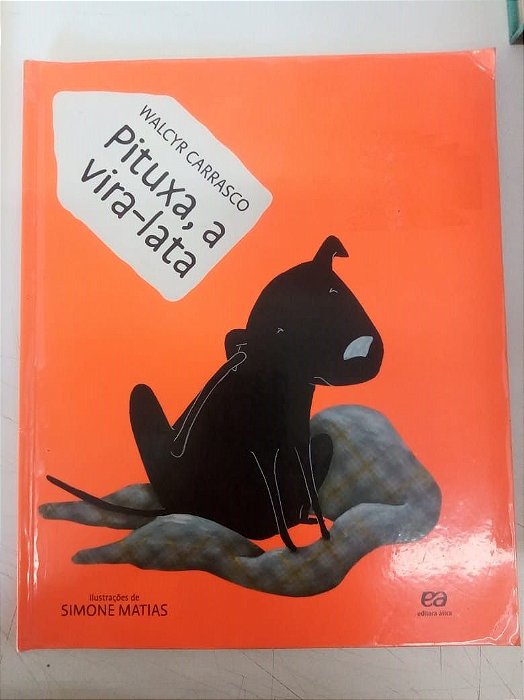 WALCYR CARRASCO
Pituxa, a
vira-lata
ilustrações de
SIMONE MATIAS
ea
editora ática